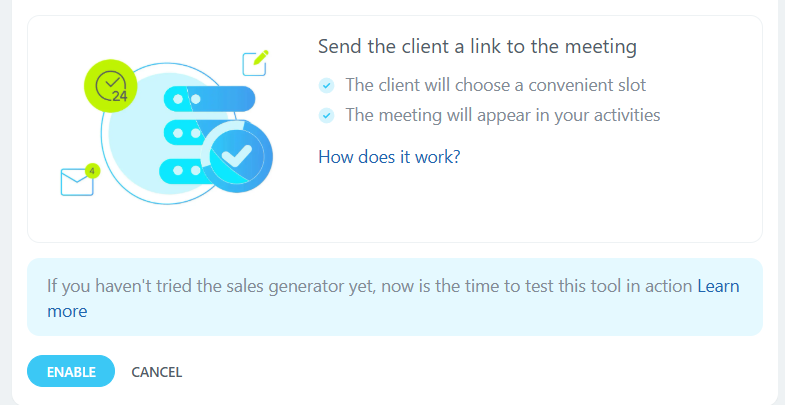 Send the client a link to the meeting
24
The client will choose a convenient slot
The meeting will appear in your activities
How does it work?
4
If you haven't tried the sales generator yet, now is the time to test this tool in action Learn
more
ENABLE CANCEL